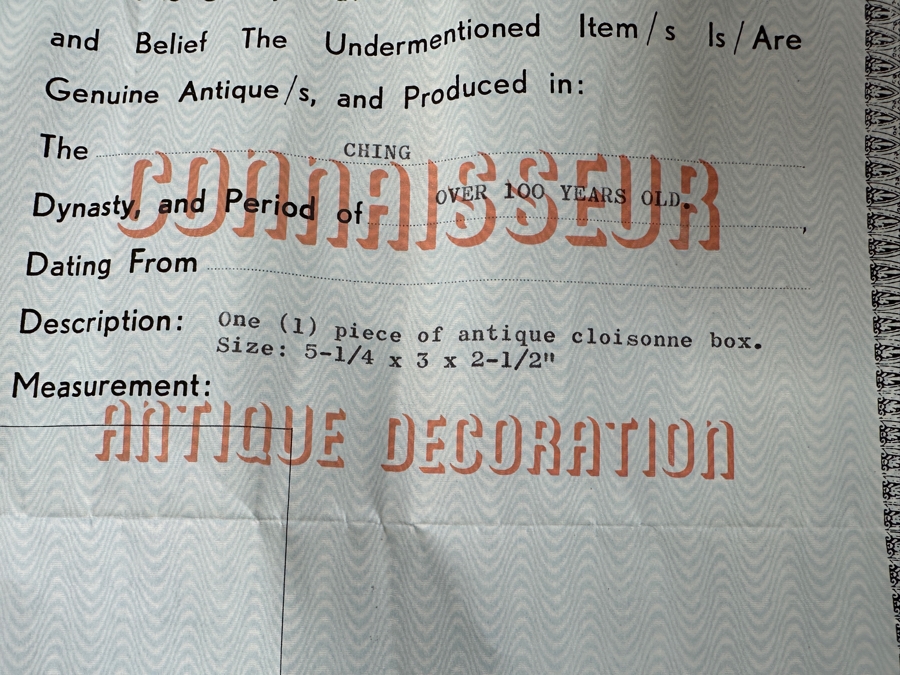 and Belief The Undermentioned Item/s Is/Are
Genuine Antique/s, and Produced in:
The CHING
CONNAISSEUR
Dynasty, and Period of OVER 100 YEARS OLD. ,
Dating From
Description: One (1) piece of antique cloisonne box.
Size: 5-1/4 x 3 x 2-1/2"
Measurement:
ANTIQUE DECORATION